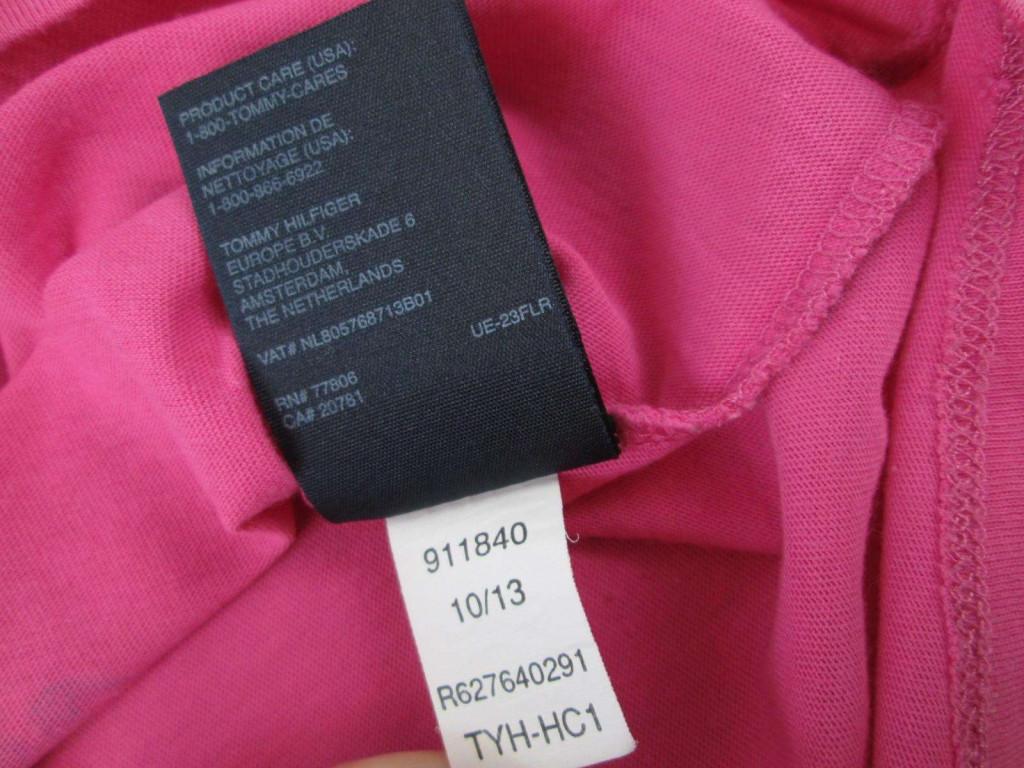 PRODUCT CARE (USA):
1-800-TOMMY-CARES
INFORMATION DE
NETTOYAGE (USA):
1-800-866-6922
TOMMY HILFIGER
EUROPE B.V.
STADHOUDERSKADE 6
AMSTERDAM,
THE NETHERLANDS
VAT# NL805768713B01
UE-23FLR
RN# 77806
CA# 20781
911840
10/13
R627640291
TYH-HC1